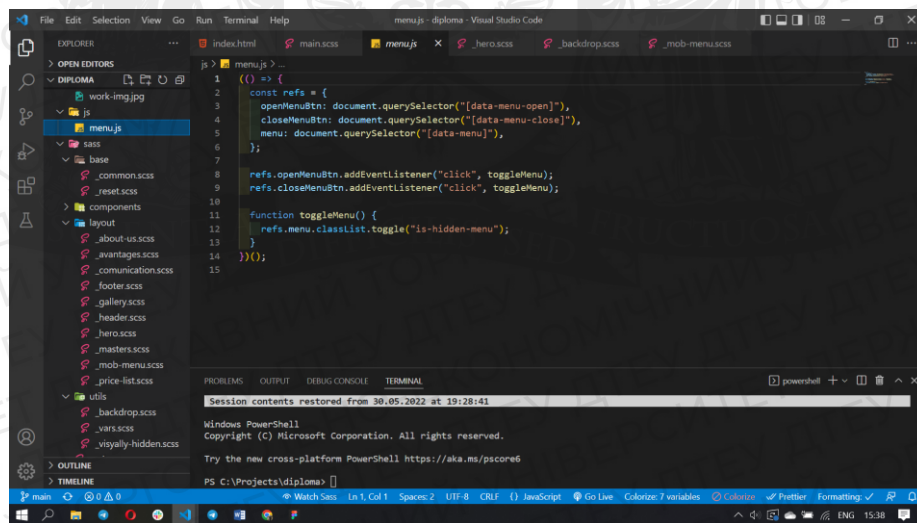 File Edit Selection View Go Run Terminal Help
menu.js - diploma - Visual Studio Code
EXPLORER
index.html
main.scss
menu.js
_hero.scss
_backdrop.scss
_mob-menu.scss
OPEN EDITORS
DIPLOMA
work-img.jpg
js
menu.js
sass
base
_common.scss
_reset.scss
components
layout
_about-us.scss
_avantages.scss
_comunication.scss
_footer.scss
_gallery.scss
_header.scss
_hero.scss
_masters.scss
_mob-menu.scss
_price-list.scss
utils
_backdrop.scss
_vars.scss
_visyally-hidden.scss
OUTLINE
TIMELINE
js > menu.js > ...
1 (() => {
2 const refs = {
3 openMenuBtn: document.querySelector("[data-menu-open]"),
4 closeMenuBtn: document.querySelector("[data-menu-close]"),
5 menu: document.querySelector("[data-menu]"),
6 };
7
8 refs.openMenuBtn.addEventListener("click", toggleMenu);
9 refs.closeMenuBtn.addEventListener("click", toggleMenu);
10
11 function toggleMenu() {
12 refs.menu.classList.toggle("is-hidden-menu");
13 }
14 })();
15
PROBLEMS OUTPUT DEBUG CONSOLE TERMINAL
powershell
Session contents restored from 30.05.2022 at 19:28:41
Windows PowerShell
Copyright (C) Microsoft Corporation. All rights reserved.
Try the new cross-platform PowerShell https://aka.ms/pscore6
PS C:\Projects\diploma>
main 0 0 Watch Sass Ln 1, Col 1 Spaces: 2 UTF-8 CRLF {} JavaScript Go Live Colorize: 7 variables Colorize Prettier Formatting: ✓
ENG 15:38